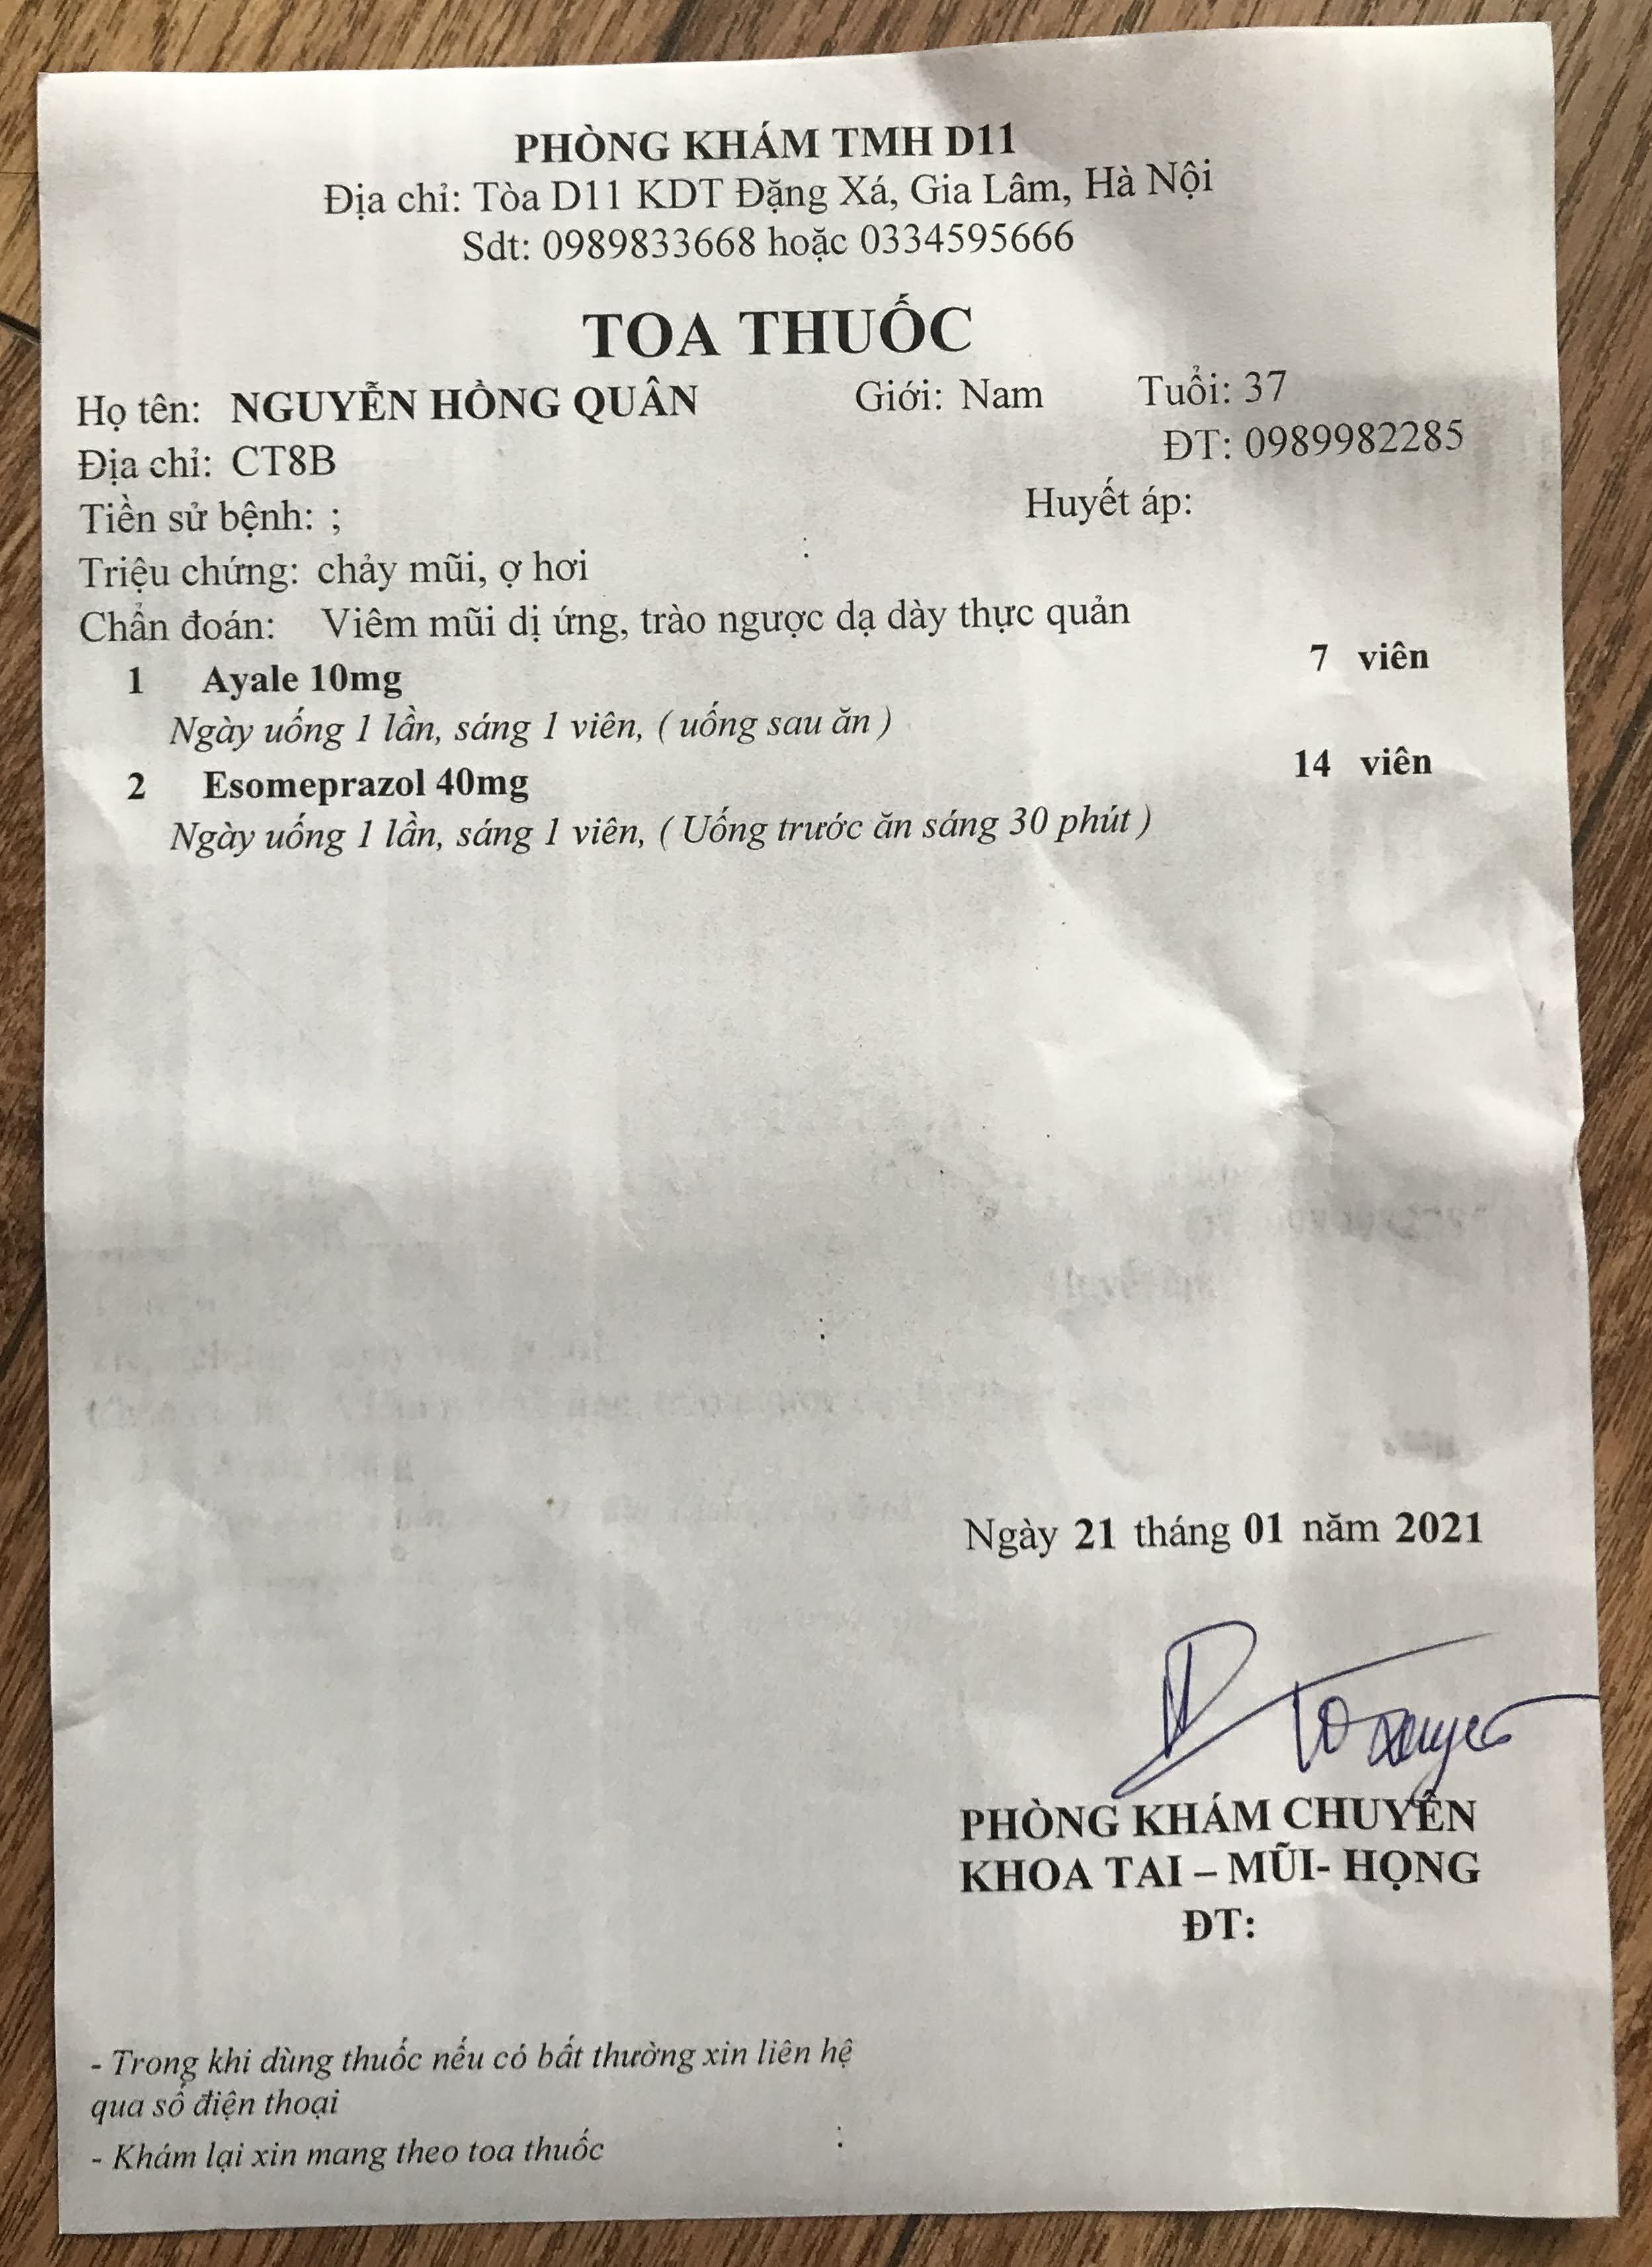 PHÒNG KHÁM TMH D11
Địa chỉ: Tòa D11 KDT Đặng Xá, Gia Lâm, Hà Nội
Sdt: 0989833668 hoặc 0334595666
TOA THUỐC
Họ tên: NGUYỄN HỒNG QUÂN Giới: Nam Tuổi: 37
Địa chỉ: CT8B ĐT: 0989982285
Tiền sử bệnh: ; Huyết áp:
Triệu chứng: chảy mũi, ợ hơi :
Chẩn đoán: Viêm mũi dị ứng, trào ngược dạ dày thực quản
1 Ayale 10mg 7 viên
Ngày uống 1 lần, sáng 1 viên, ( uống sau ăn )
2 Esomeprazol 40mg 14 viên
Ngày uống 1 lần, sáng 1 viên, ( Uống trước ăn sáng 30 phút )
Ngày 21 tháng 01 năm 2021
PHÒNG KHÁM CHUYÊN
KHOA TAI – MŨI- HỌNG
ĐT:
- Trong khi dùng thuốc nếu có bất thường xin liên hệ
qua số điện thoại
- Khám lại xin mang theo toa thuốc :